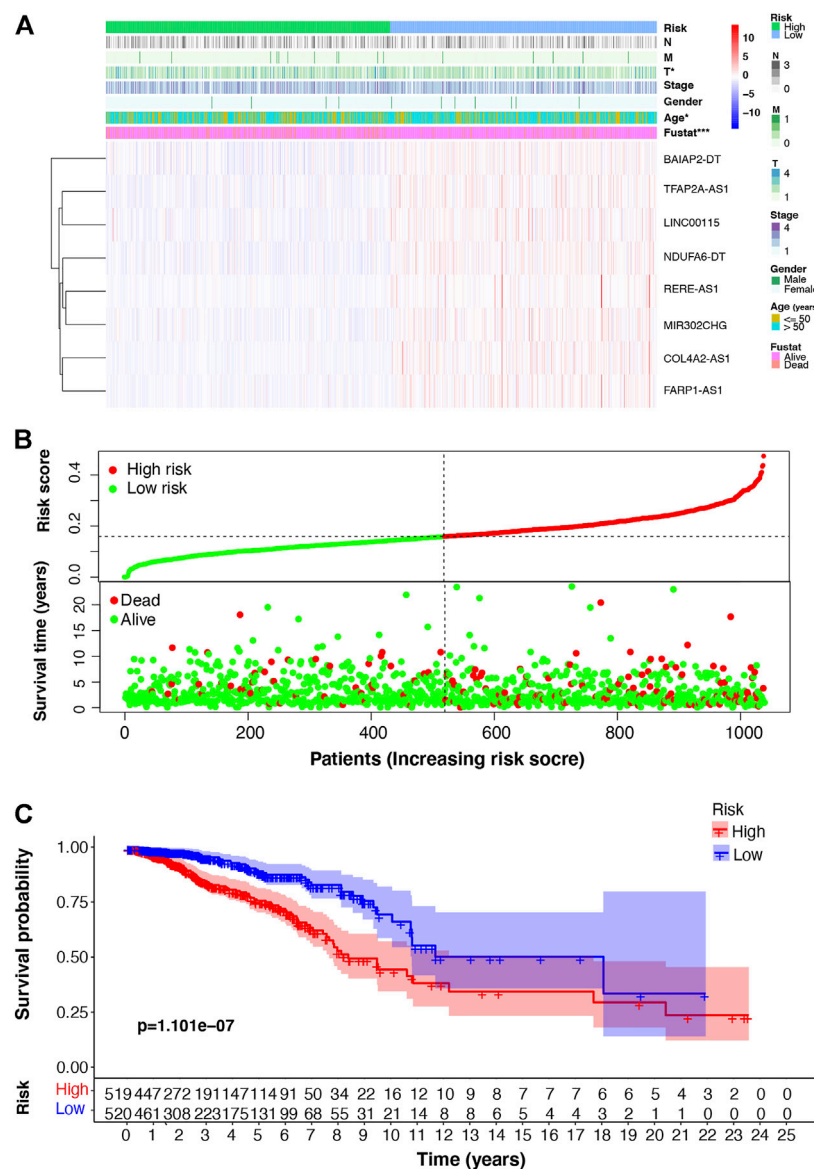 A
Risk
N
M
T*
Stage
Gender
Age*
Fustat***
BAIAP2-DT
TFAP2A-AS1
LINC00115
NDUFA6-DT
RERE-AS1
MIR302CHG
COL4A2-AS1
FARP1-AS1
10
5
0
−5
−10
Risk
High
Low
N
3
0
M
1
0
T
4
1
Stage
4
1
Gender
Male
Female
Age (years)
<= 50
> 50
Fustat
Alive
Dead
B
Risk score
0.4
0.2
0.0
High risk
Low risk
Survival time (years)
20
15
10
5
0
Dead
Alive
0 200 400 600 800 1000
Patients (Increasing risk socre)
C
Risk
High
Low
Survival probability
1.00
0.75
0.50
0.25
0.00
p=1.101e−07
Risk
High 519 447 272 191 147 114 91 50 34 22 16 12 10 9 8 7 7 7 6 6 5 4 3 2 0 0
Low 520 461 308 223 175 131 99 68 55 31 21 14 8 8 6 5 4 4 3 2 1 1 0 0 0 0
0 1 2 3 4 5 6 7 8 9 10 11 12 13 14 15 16 17 18 19 20 21 22 23 24 25
Time (years)